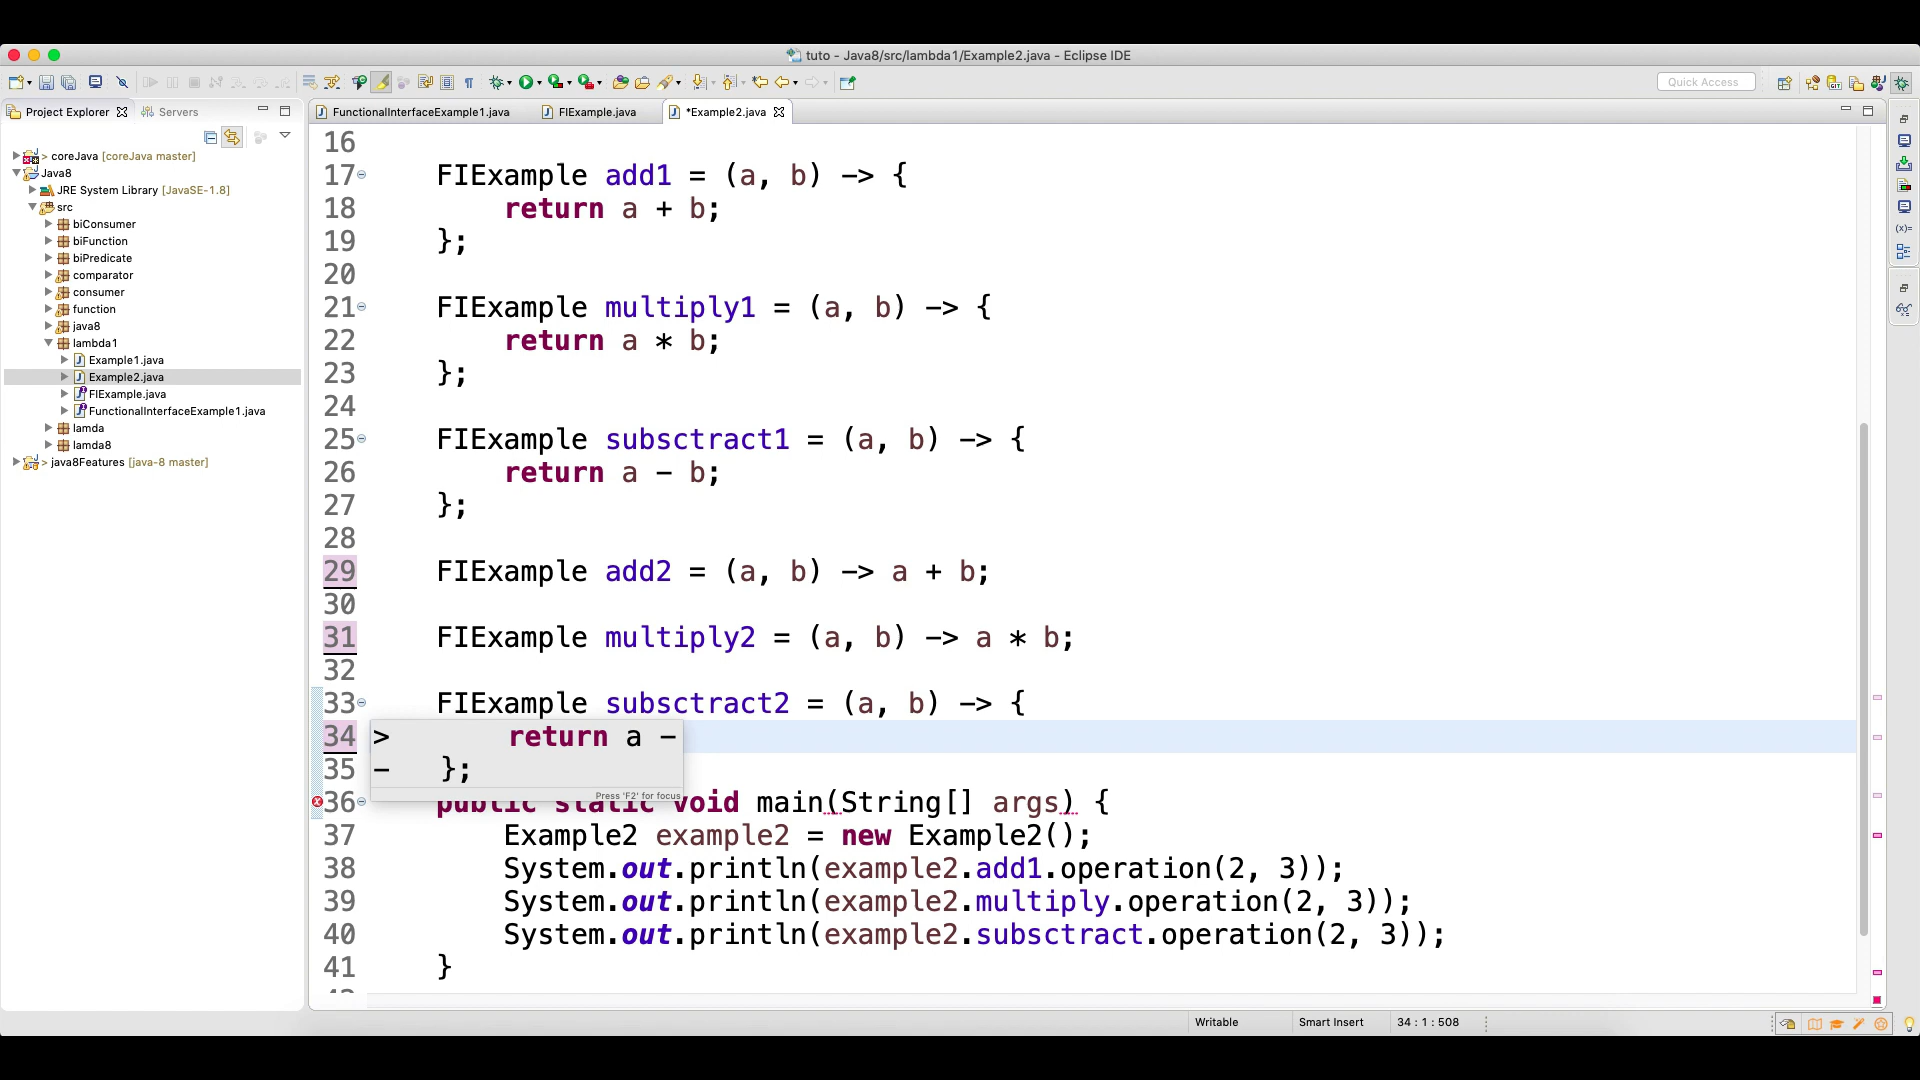 tuto - Java8/src/lambda1/Example2.java - Eclipse IDE
Quick Access
Project Explorer
Servers
FunctionalInterfaceExample1.java
FIExample.java
*Example2.java
> coreJava [coreJava master]
Java8
JRE System Library [JavaSE-1.8]
src
biConsumer
biFunction
biPredicate
comparator
consumer
function
java8
lambda1
Example1.java
Example2.java
FIExample.java
FunctionalInterfaceExample1.java
lamda
lamda8
> java8Features [java-8 master]
16
17 FIExample add1 = (a, b) -> {
18 return a + b;
19 };
20
21 FIExample multiply1 = (a, b) -> {
22 return a * b;
23 };
24
25 FIExample subsctract1 = (a, b) -> {
26 return a - b;
27 };
28
29 FIExample add2 = (a, b) -> a + b;
30
31 FIExample multiply2 = (a, b) -> a * b;
32
33 FIExample subsctract2 = (a, b) -> {
34 > return a -
35 - };
Press 'F2' for focus
36 public static void main(String[] args) {
37 Example2 example2 = new Example2();
38 System.out.println(example2.add1.operation(2, 3));
39 System.out.println(example2.multiply.operation(2, 3));
40 System.out.println(example2.subsctract.operation(2, 3));
41 }
Writable
Smart Insert
34 : 1 : 508